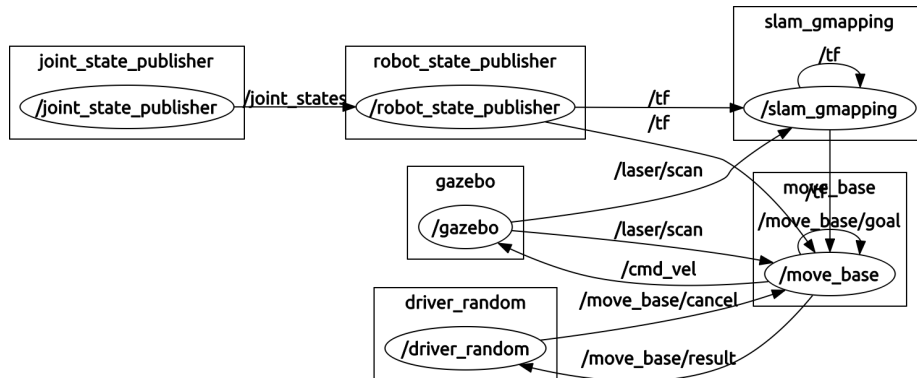 slam_gmapping
joint_state_publisher
robot_state_publisher
/tf
/joint_state_publisher
/joint_states
/robot_state_publisher
/tf
/slam_gmapping
/tf
/laser/scan
gazebo
move_base
/tf
/move_base/goal
/gazebo
/laser/scan
/cmd_vel
/move_base
driver_random
/move_base/cancel
/driver_random
/move_base/result